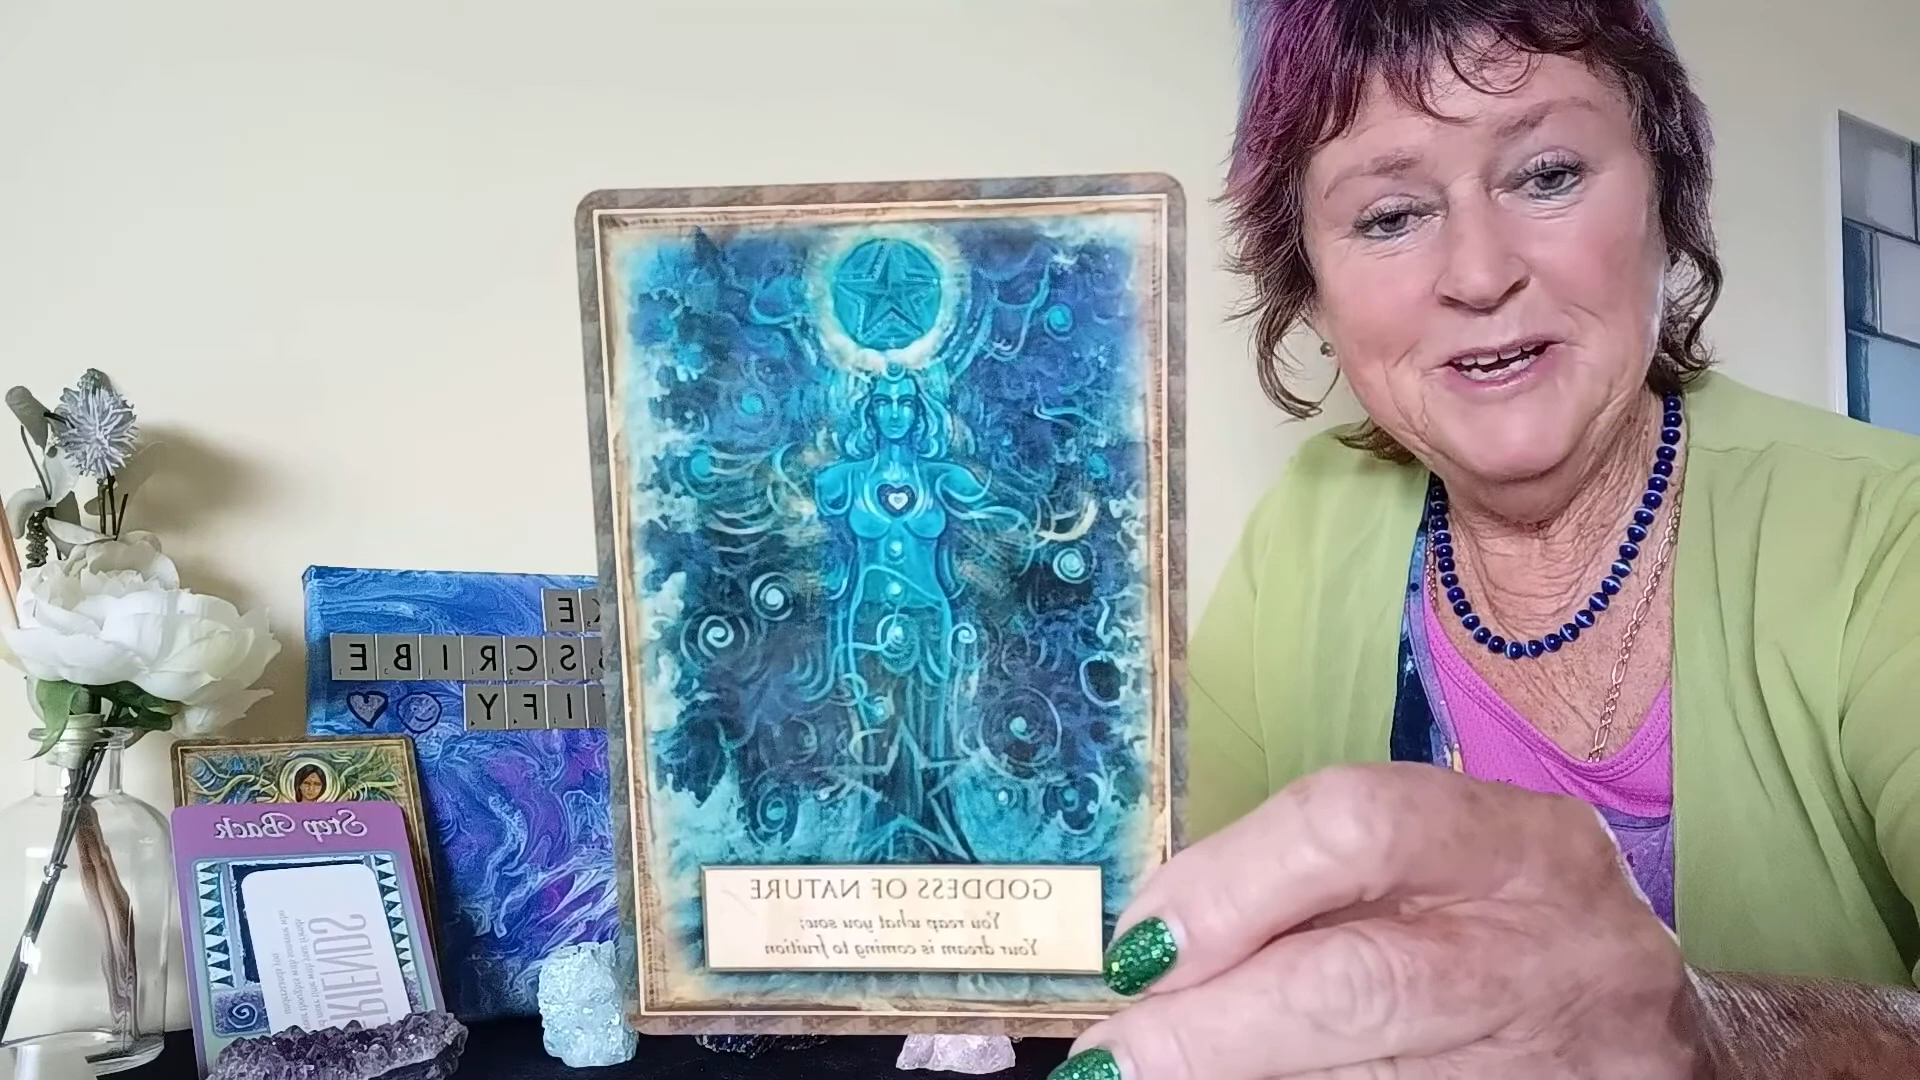 GODDESS OF NATURE
You reap what you sow;
Your dream is coming to fruition
KE
SCRIBE
IFY
Step Back
FRIENDS